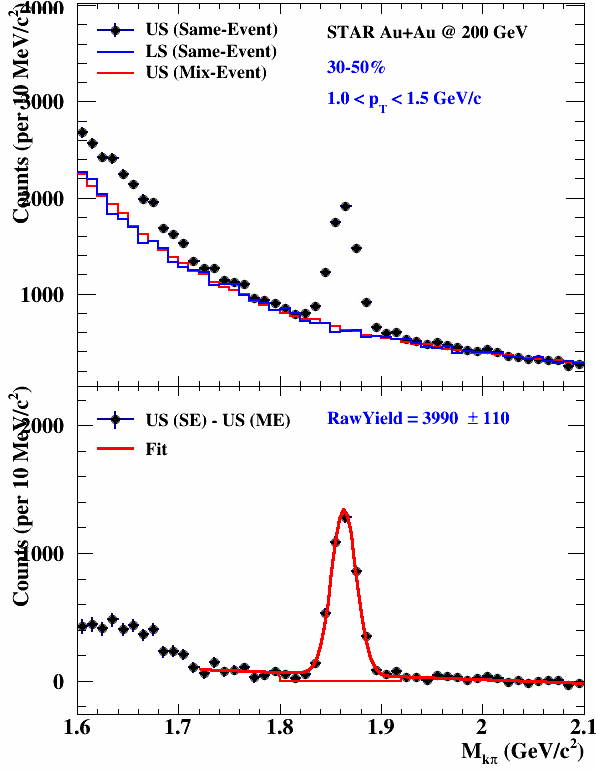 4000
3000
2000
1000
Counts (per 10 MeV/c²)
US (Same-Event)
LS (Same-Event)
US (Mix-Event)
STAR Au+Au @ 200 GeV
30-50%
1.0 < p_T < 1.5 GeV/c
2000
1000
0
Counts (per 10 MeV/c²)
US (SE) - US (ME)
Fit
RawYield = 3990 ± 110
1.6 1.7 1.8 1.9 2 2.1
M_kπ (GeV/c²)